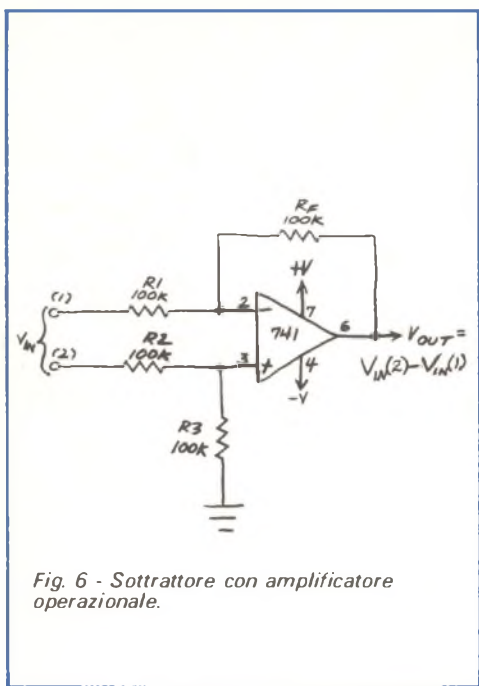 RF
100K
R1
100K
(1)
+V
2
-
7
741
6
VOUT=
VIN(2)-VIN(1)
VIN
(2)
R2
100K
3
+
4
-V
R3
100K
Fig. 6 - Sottrattore con amplificatore
operazionale.